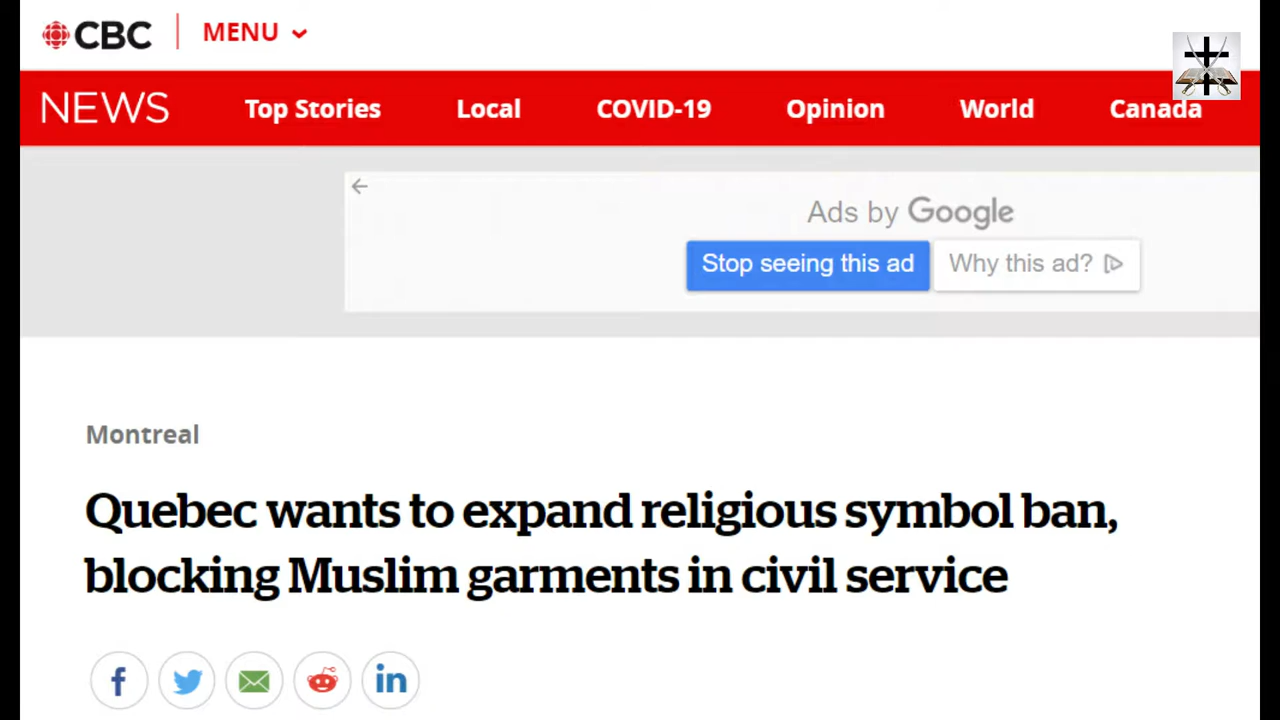 CBC MENU
NEWS Top Stories Local COVID-19 Opinion World Canada
Ads by Google
Stop seeing this ad Why this ad?
Montreal
Quebec wants to expand religious symbol ban,
blocking Muslim garments in civil service
f in